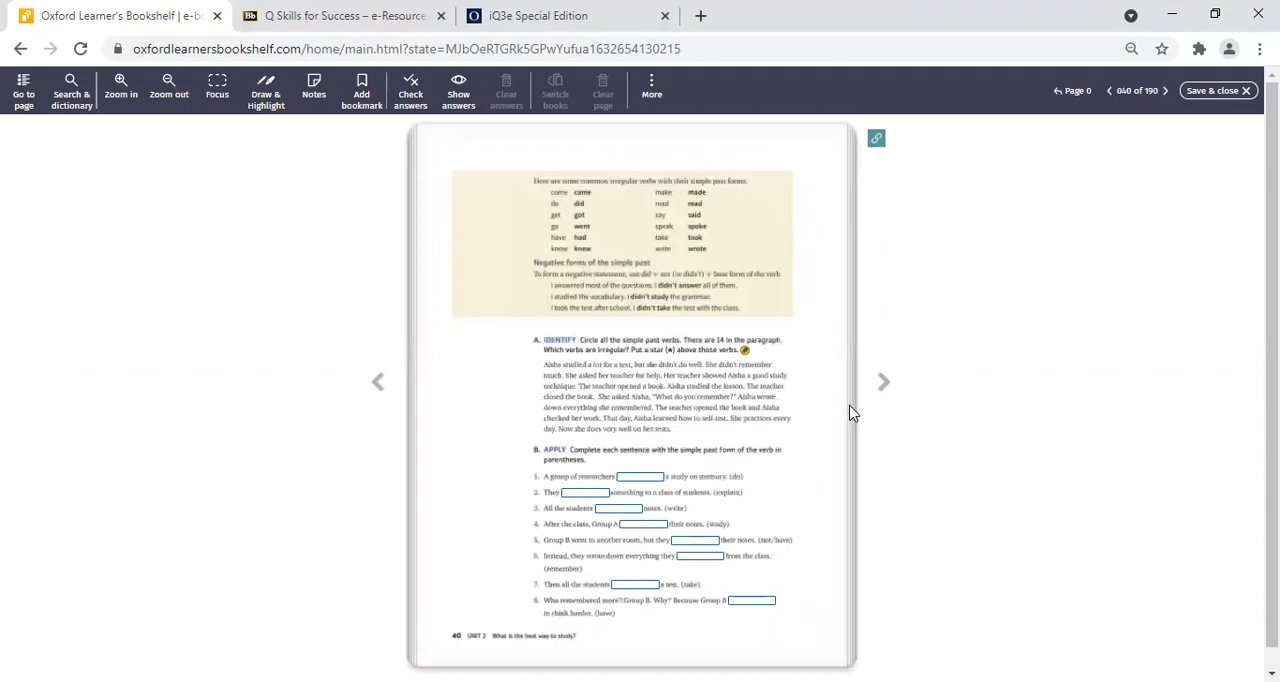 Oxford Learner's Bookshelf | e-bo
Q Skills for Success – e-Resource
iQ3e Special Edition
oxfordlearnersbookshelf.com/home/main.html?state=MJbOeRTGRk5GPwYufua1632654130215
Go to page
Search & dictionary
Zoom in
Zoom out
Focus
Draw & Highlight
Notes
Add bookmark
Check answers
Show answers
Clear answers
Switch books
Clear page
More
Page 0
040 of 190
Save & close
Here are some common irregular verbs with their simple past forms.
come came make made
do did read read
get got say said
go went speak spoke
have had take took
know knew write wrote
Negative forms of the simple past
To form a negative statement, use did + not (or didn't) + base form of the verb.
I answered most of the questions. I didn't answer all of them.
I studied the vocabulary. I didn't study the grammar.
I took the test after school. I didn't take the test with the class.
A. IDENTIFY Circle all the simple past verbs. There are 14 in the paragraph.
Which verbs are irregular? Put a star (★) above those verbs.
Aisha studied a lot for a test, but she didn't do well. She didn't remember
much. She asked her teacher for help. Her teacher showed Aisha a good study
technique. The teacher opened a book. Aisha studied the lesson. The teacher
closed the book. She asked Aisha, "What do you remember?" Aisha wrote
down everything she remembered. The teacher opened the book and Aisha
checked her work. That day, Aisha learned how to self-test. She practices every
day. Now she does very well on her tests.
B. APPLY Complete each sentence with the simple past form of the verb in
parentheses.
1. A group of researchers a study on memory. (do)
2. They something to a class of students. (explain)
3. All the students notes. (write)
4. After the class, Group A their notes. (study)
5. Group B went to another room, but they their notes. (not/have)
6. Instead, they wrote down everything they from the class.
(remember)
7. Then all the students a test. (take)
8. Who remembered more? Group B. Why? Because Group B
to think harder. (have)
40 UNIT 2 What is the best way to study?